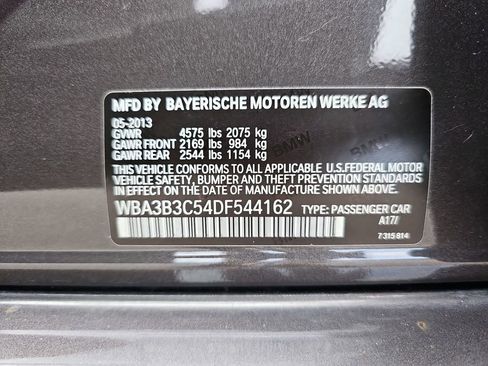 MFD BY BAYERISCHE MOTOREN WERKE AG
05-2013
GVWR 4575 lbs 2075 kg
GAWR FRONT 2169 lbs 984 kg
GAWR REAR 2544 lbs 1154 kg
THIS VEHICLE CONFORMS TO ALL APPLICABLE U.S. FEDERAL MOTOR
VEHICLE SAFETY, BUMPER, AND THEFT PREVENTION STANDARDS
IN EFFECT ON THE DATE OF MANUFACTURE SHOWN ABOVE.
WBA3B3C54DF544162 TYPE: PASSENGER CAR
A17/
7 315 814